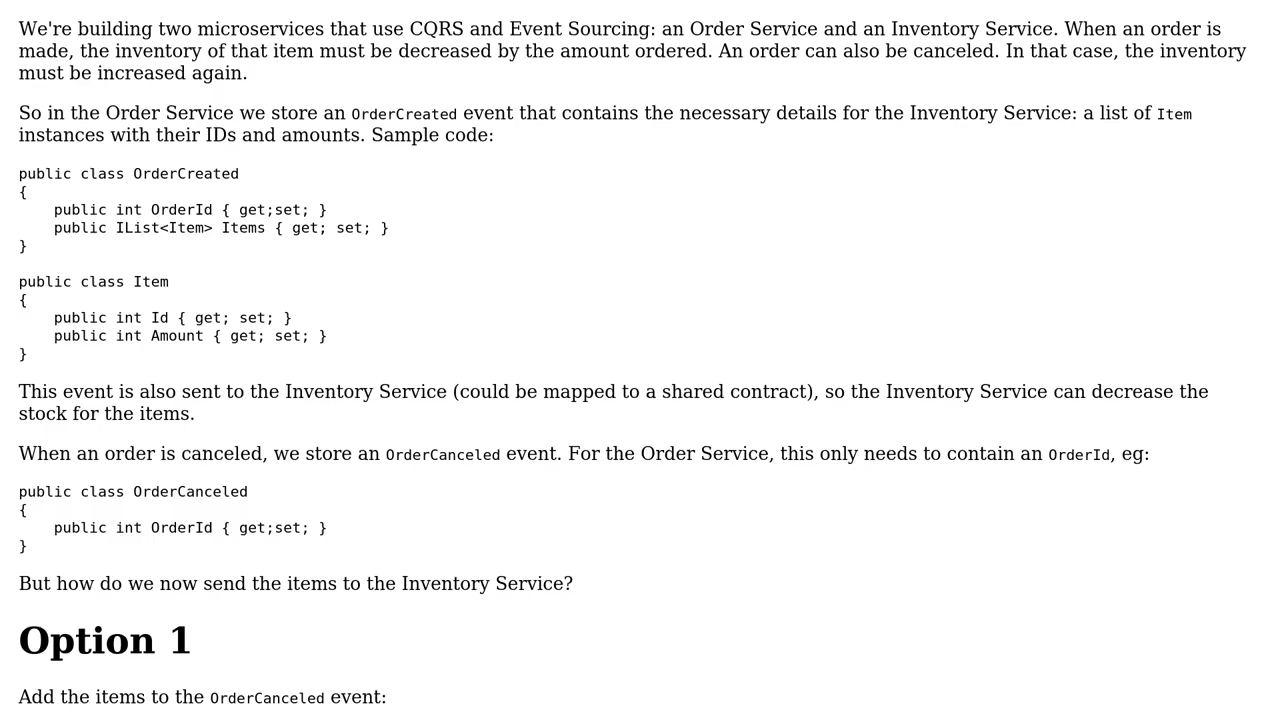 We're building two microservices that use CQRS and Event Sourcing: an Order Service and an Inventory Service. When an order is
made, the inventory of that item must be decreased by the amount ordered. An order can also be canceled. In that case, the inventory
must be increased again.
So in the Order Service we store an OrderCreated event that contains the necessary details for the Inventory Service: a list of Item
instances with their IDs and amounts. Sample code:
public class OrderCreated
{
    public int OrderId { get;set; }
    public IList<Item> Items { get; set; }
}
public class Item
{
    public int Id { get; set; }
    public int Amount { get; set; }
}
This event is also sent to the Inventory Service (could be mapped to a shared contract), so the Inventory Service can decrease the
stock for the items.
When an order is canceled, we store an OrderCanceled event. For the Order Service, this only needs to contain an OrderId, eg:
public class OrderCanceled
{
    public int OrderId { get;set; }
}
But how do we now send the items to the Inventory Service?
Option 1
Add the items to the OrderCanceled event: